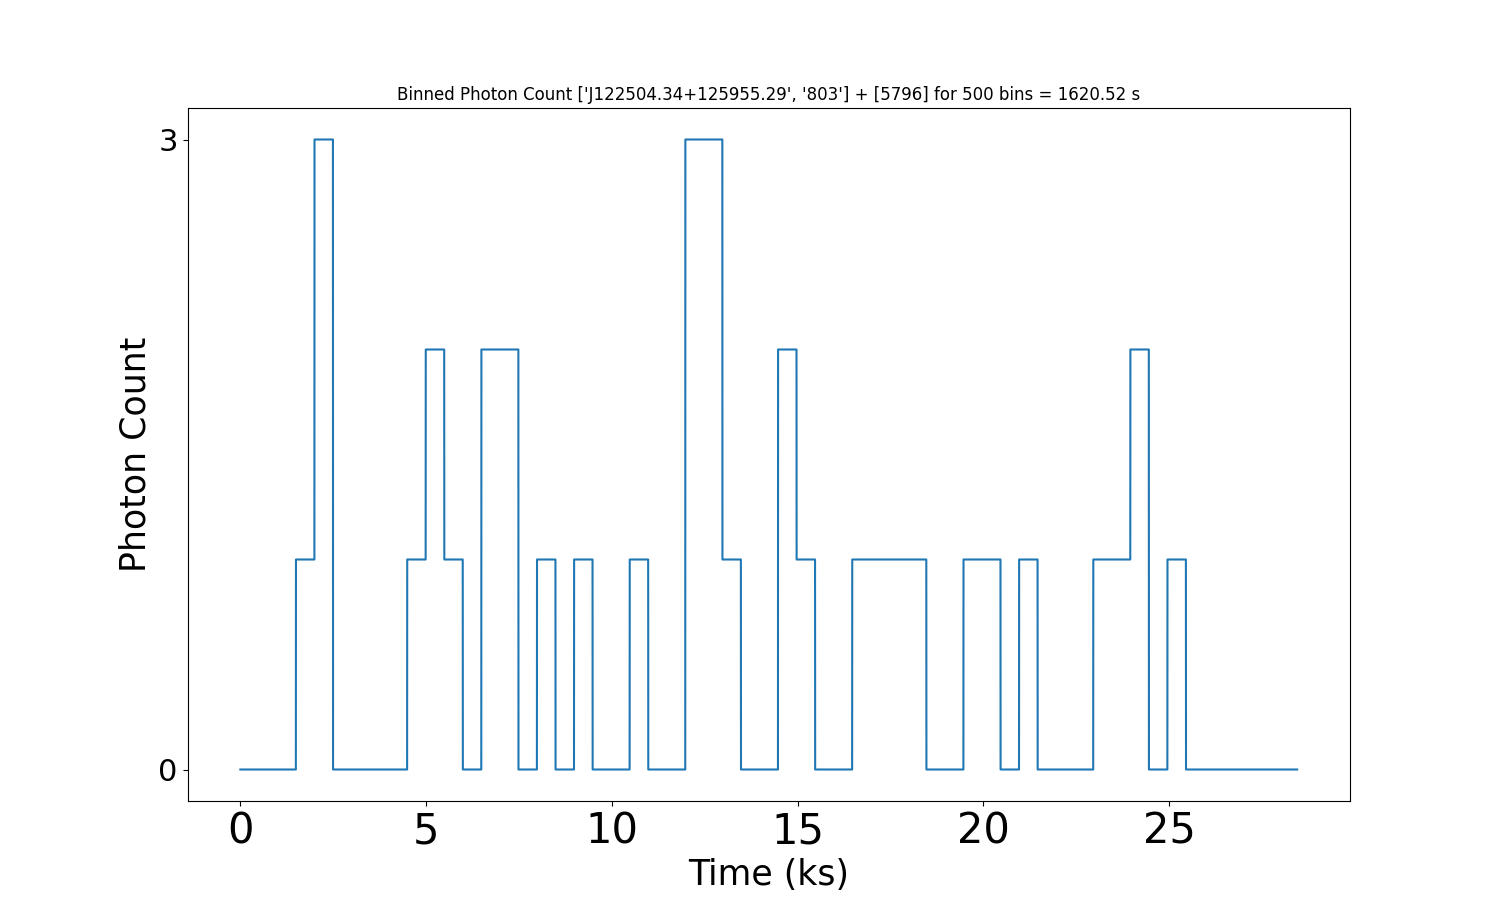 Binned Photon Count ['J122504.34+125955.29', '803'] + [5796] for 500 bins = 1620.52 s
3
0
Photon Count
0 5 10 15 20 25
Time (ks)